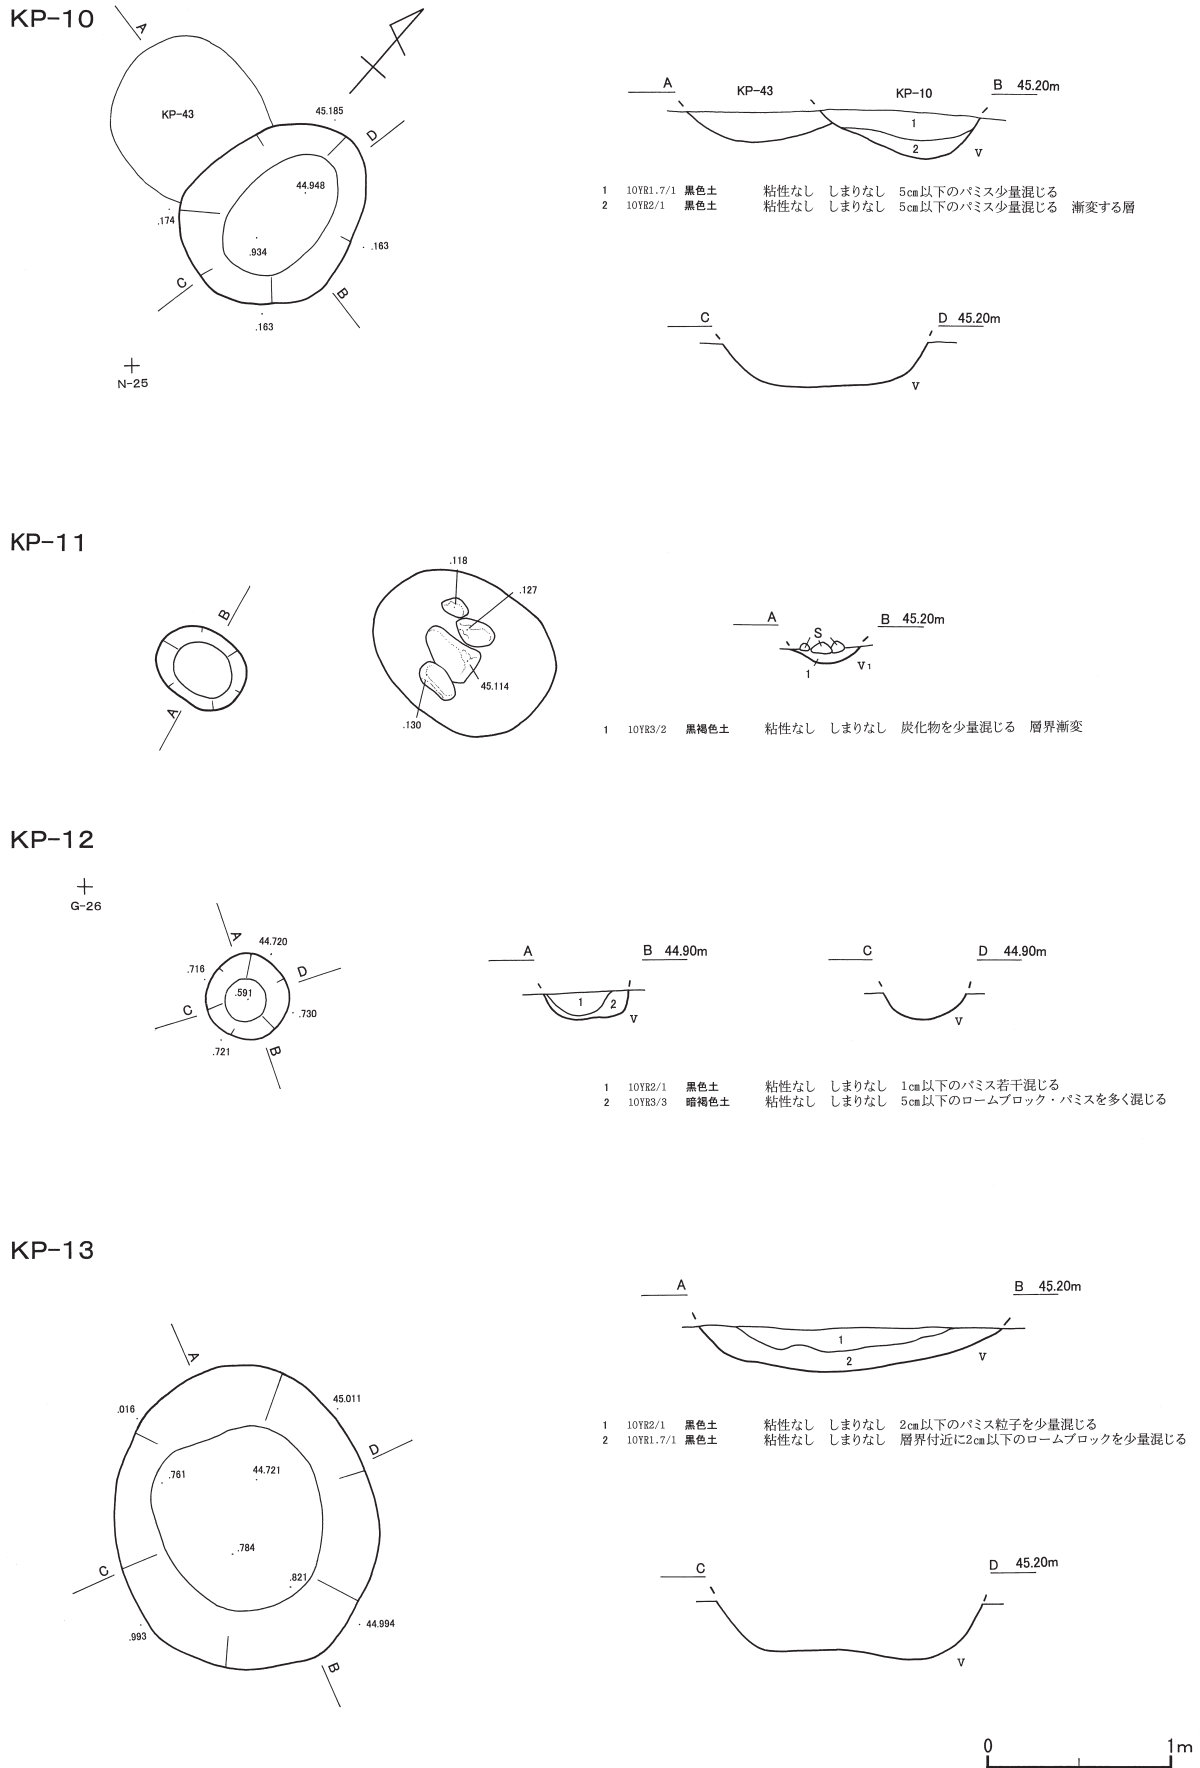 KP-10
A
KP-43
45.185
D
44.948
.174
.934
.163
C
B
.163
N-25
A KP-43 KP-10 B 45.20m
1
2
V
1 10YR1.7/1 黒色土 粘性なし しまりなし 5㎝以下のパミス少量混じる
2 10YR2/1 黒色土 粘性なし しまりなし 5㎝以下のパミス少量混じる 漸変する層
C D 45.20m
V
KP-11
B
A
.118
.127
45.114
.130
A B 45.20m
S
1
V1
1 10YR3/2 黒褐色土 粘性なし しまりなし 炭化物を少量混じる 層界漸変
KP-12
G-26
A
44.720
.716
D
.591
C
.730
.721
B
A B 44.90m
1 2
V
C D 44.90m
V
1 10YR2/1 黒色土 粘性なし しまりなし 1㎝以下のパミス若干混じる
2 10YR3/3 暗褐色土 粘性なし しまりなし 5㎝以下のロームブロック・パミスを多く混じる
KP-13
A
.016
45.011
D
.761
44.721
.784
C
.821
44.994
.993
B
A B 45.20m
1
2
V
1 10YR2/1 黒色土 粘性なし しまりなし 2㎝以下のパミス粒子を少量混じる
2 10YR1.7/1 黒色土 粘性なし しまりなし 層界付近に2㎝以下のロームブロックを少量混じる
C D 45.20m
V
0 1m